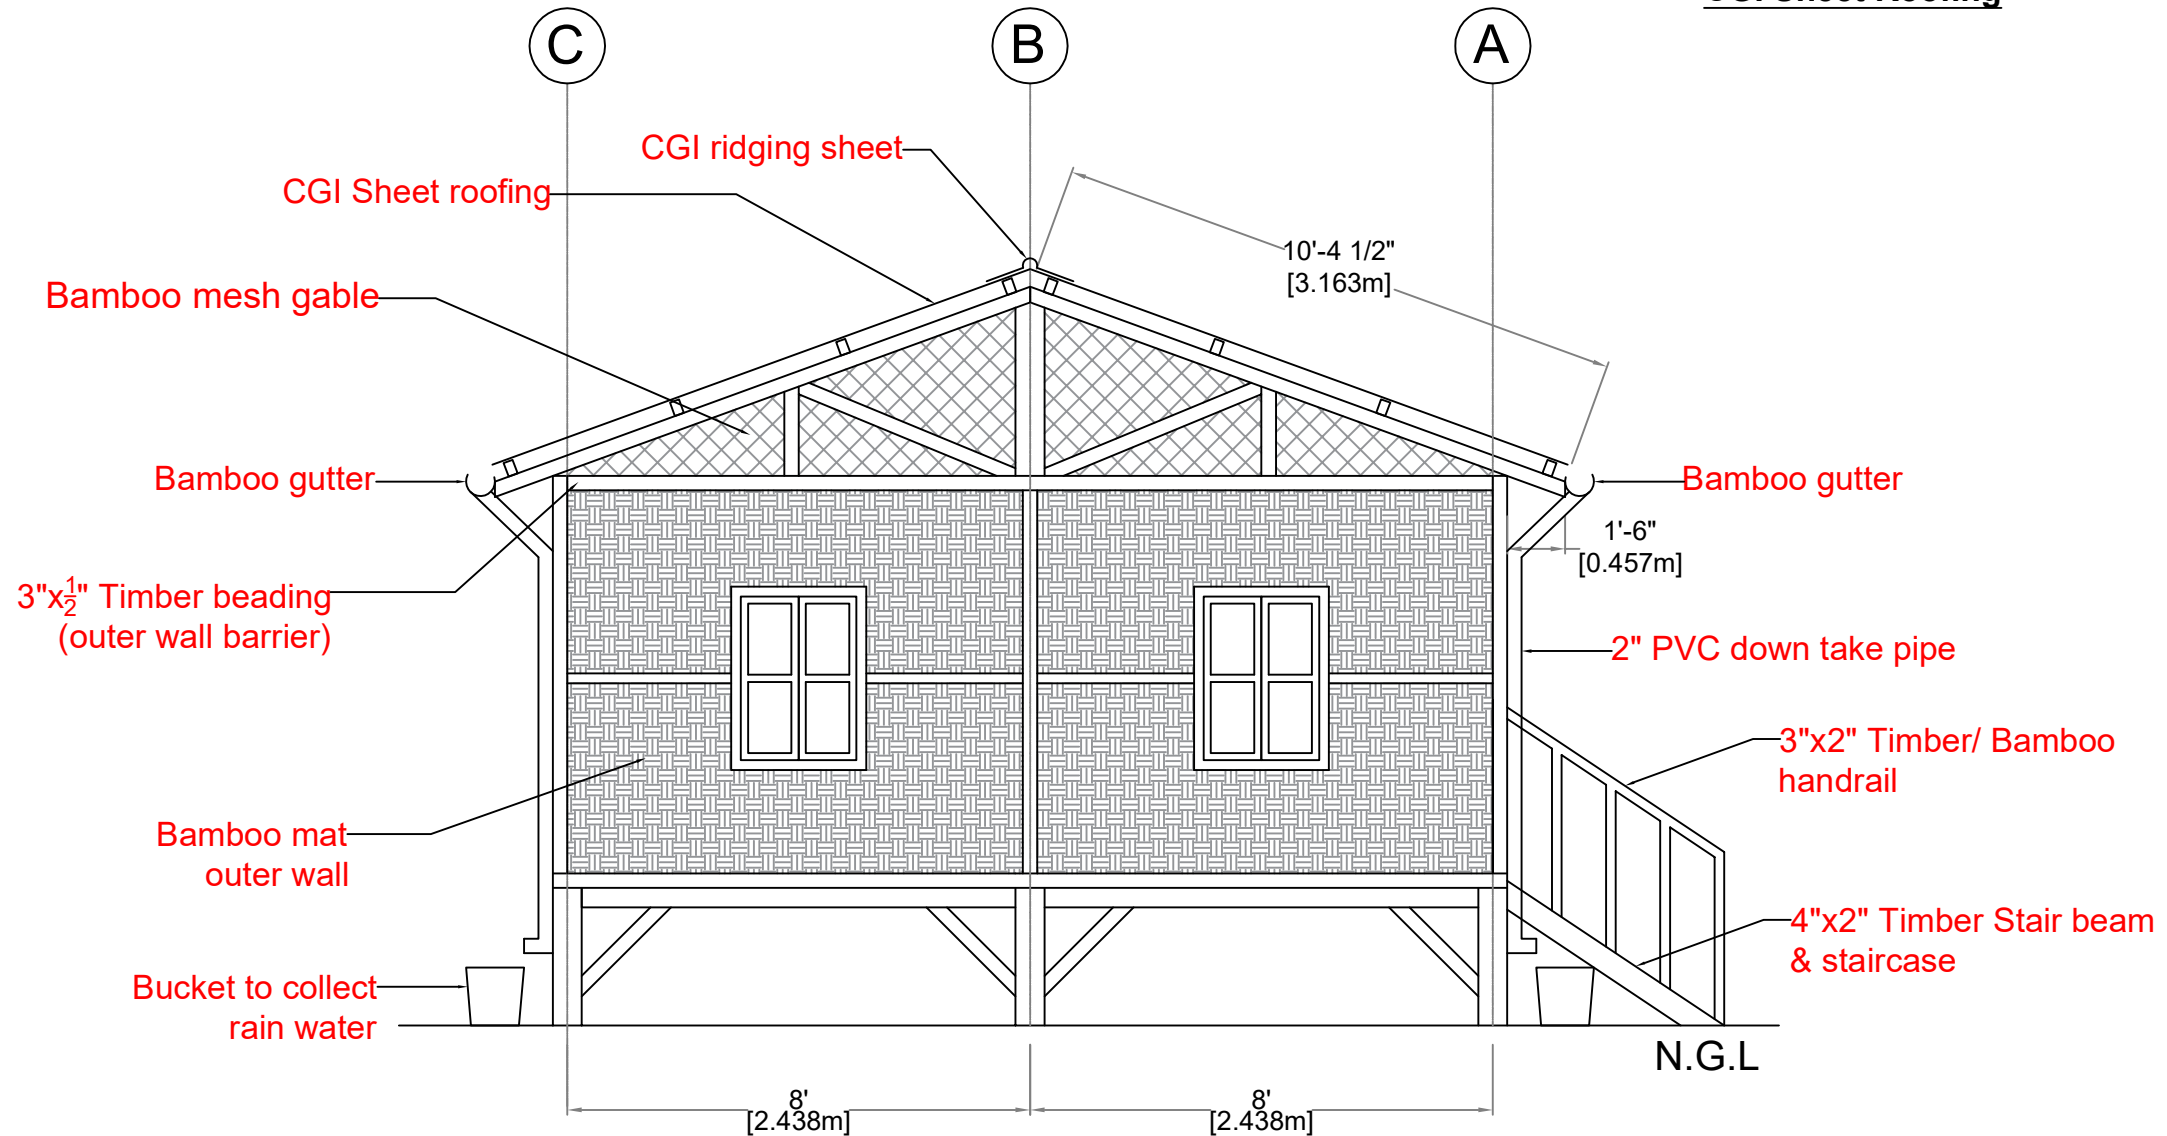 CGI Sheet Roofing
C
B
A
CGI ridging sheet
CGI Sheet roofing
10'-4 1/2"
[3.163m]
Bamboo mesh gable
Bamboo gutter
Bamboo gutter
1'-6"
[0.457m]
3"x1/2" Timber beading
(outer wall barrier)
2" PVC down take pipe
3"x2" Timber/ Bamboo
handrail
Bamboo mat
outer wall
4"x2" Timber Stair beam
& staircase
Bucket to collect
rain water
N.G.L
8'
[2.438m]
8'
[2.438m]